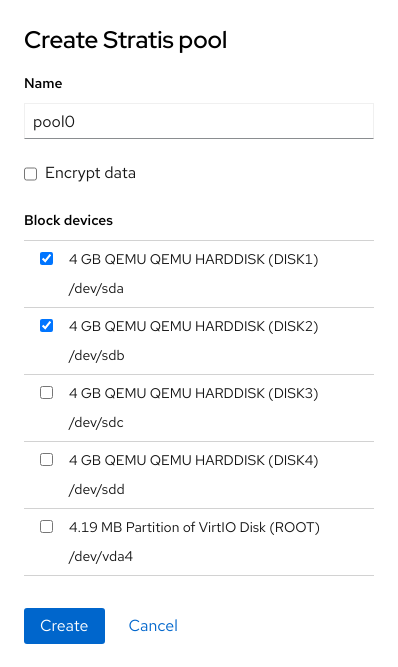 Create Stratis pool
Name
pool0
Encrypt data
Block devices
4 GB QEMU QEMU HARDDISK (DISK1)
/dev/sda
4 GB QEMU QEMU HARDDISK (DISK2)
/dev/sdb
4 GB QEMU QEMU HARDDISK (DISK3)
/dev/sdc
4 GB QEMU QEMU HARDDISK (DISK4)
/dev/sdd
4.19 MB Partition of VirtIO Disk (ROOT)
/dev/vda4
Create Cancel